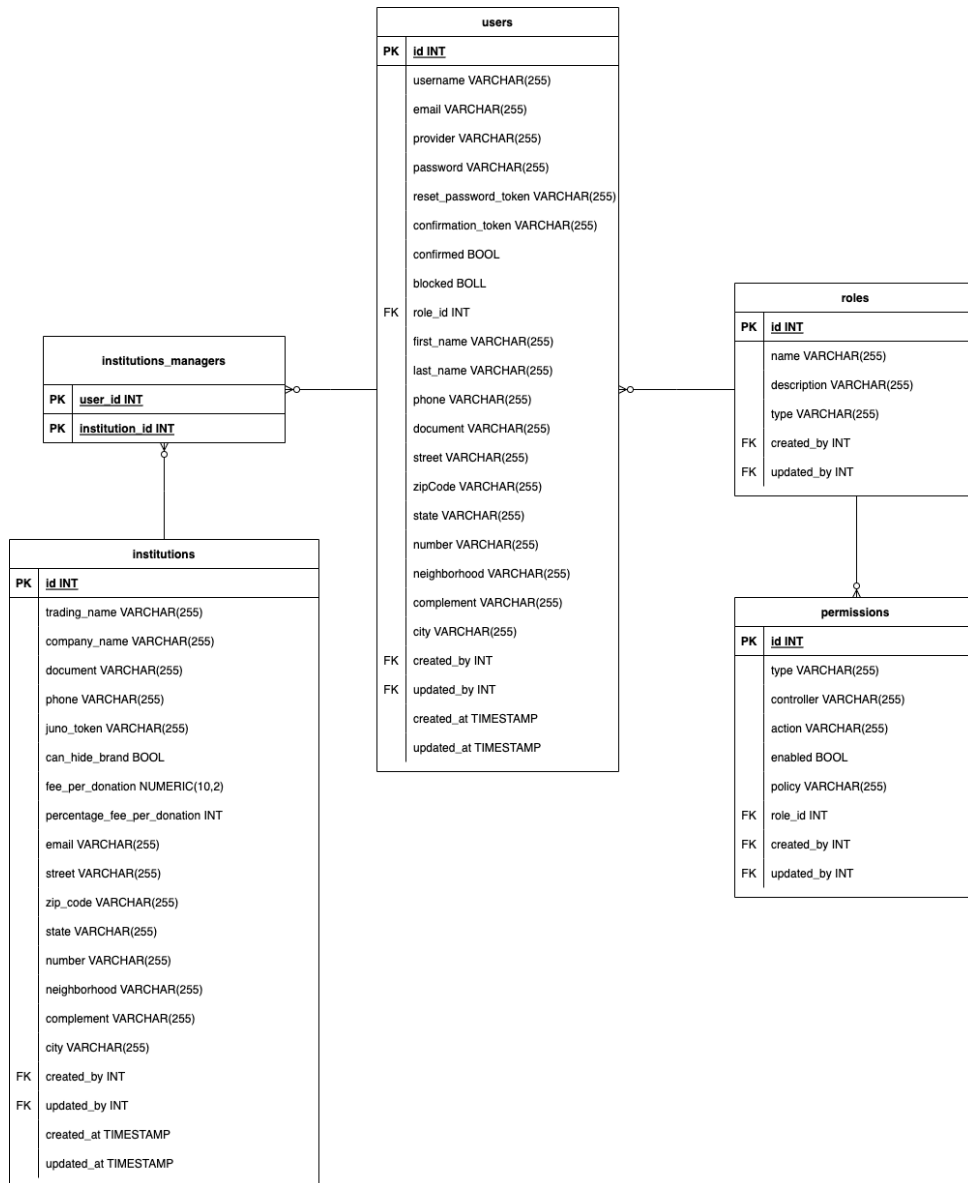 users
PK id INT
username VARCHAR(255)
email VARCHAR(255)
provider VARCHAR(255)
password VARCHAR(255)
reset_password_token VARCHAR(255)
confirmation_token VARCHAR(255)
confirmed BOOL
blocked BOLL
FK role_id INT
first_name VARCHAR(255)
last_name VARCHAR(255)
phone VARCHAR(255)
document VARCHAR(255)
street VARCHAR(255)
zipCode VARCHAR(255)
state VARCHAR(255)
number VARCHAR(255)
neighborhood VARCHAR(255)
complement VARCHAR(255)
city VARCHAR(255)
FK created_by INT
FK updated_by INT
created_at TIMESTAMP
updated_at TIMESTAMP
roles
PK id INT
name VARCHAR(255)
description VARCHAR(255)
type VARCHAR(255)
FK created_by INT
FK updated_by INT
institutions_managers
PK user_id INT
PK institution_id INT
institutions
PK id INT
trading_name VARCHAR(255)
company_name VARCHAR(255)
document VARCHAR(255)
phone VARCHAR(255)
juno_token VARCHAR(255)
can_hide_brand BOOL
fee_per_donation NUMERIC(10,2)
percentage_fee_per_donation INT
email VARCHAR(255)
street VARCHAR(255)
zip_code VARCHAR(255)
state VARCHAR(255)
number VARCHAR(255)
neighborhood VARCHAR(255)
complement VARCHAR(255)
city VARCHAR(255)
FK created_by INT
FK updated_by INT
created_at TIMESTAMP
updated_at TIMESTAMP
permissions
PK id INT
type VARCHAR(255)
controller VARCHAR(255)
action VARCHAR(255)
enabled BOOL
policy VARCHAR(255)
FK role_id INT
FK created_by INT
FK updated_by INT